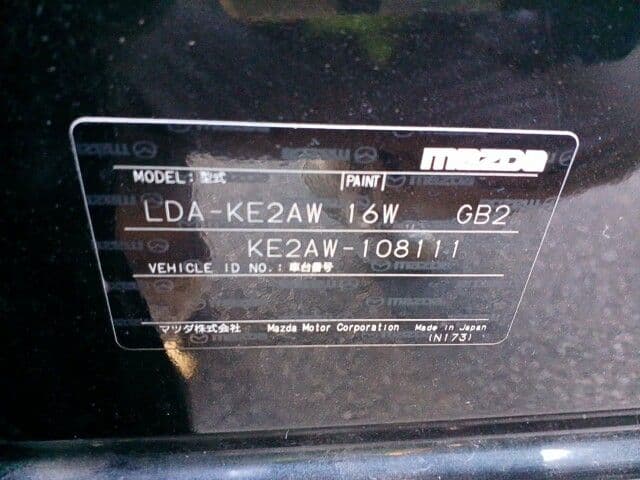 mazda
MODEL: 型式 PAINT
LDA-KE2AW 16W GB2
KE2AW-108111
VEHICLE ID NO.: 車台番号
マツダ株式会社 Mazda Motor Corporation Made in Japan
(N173)